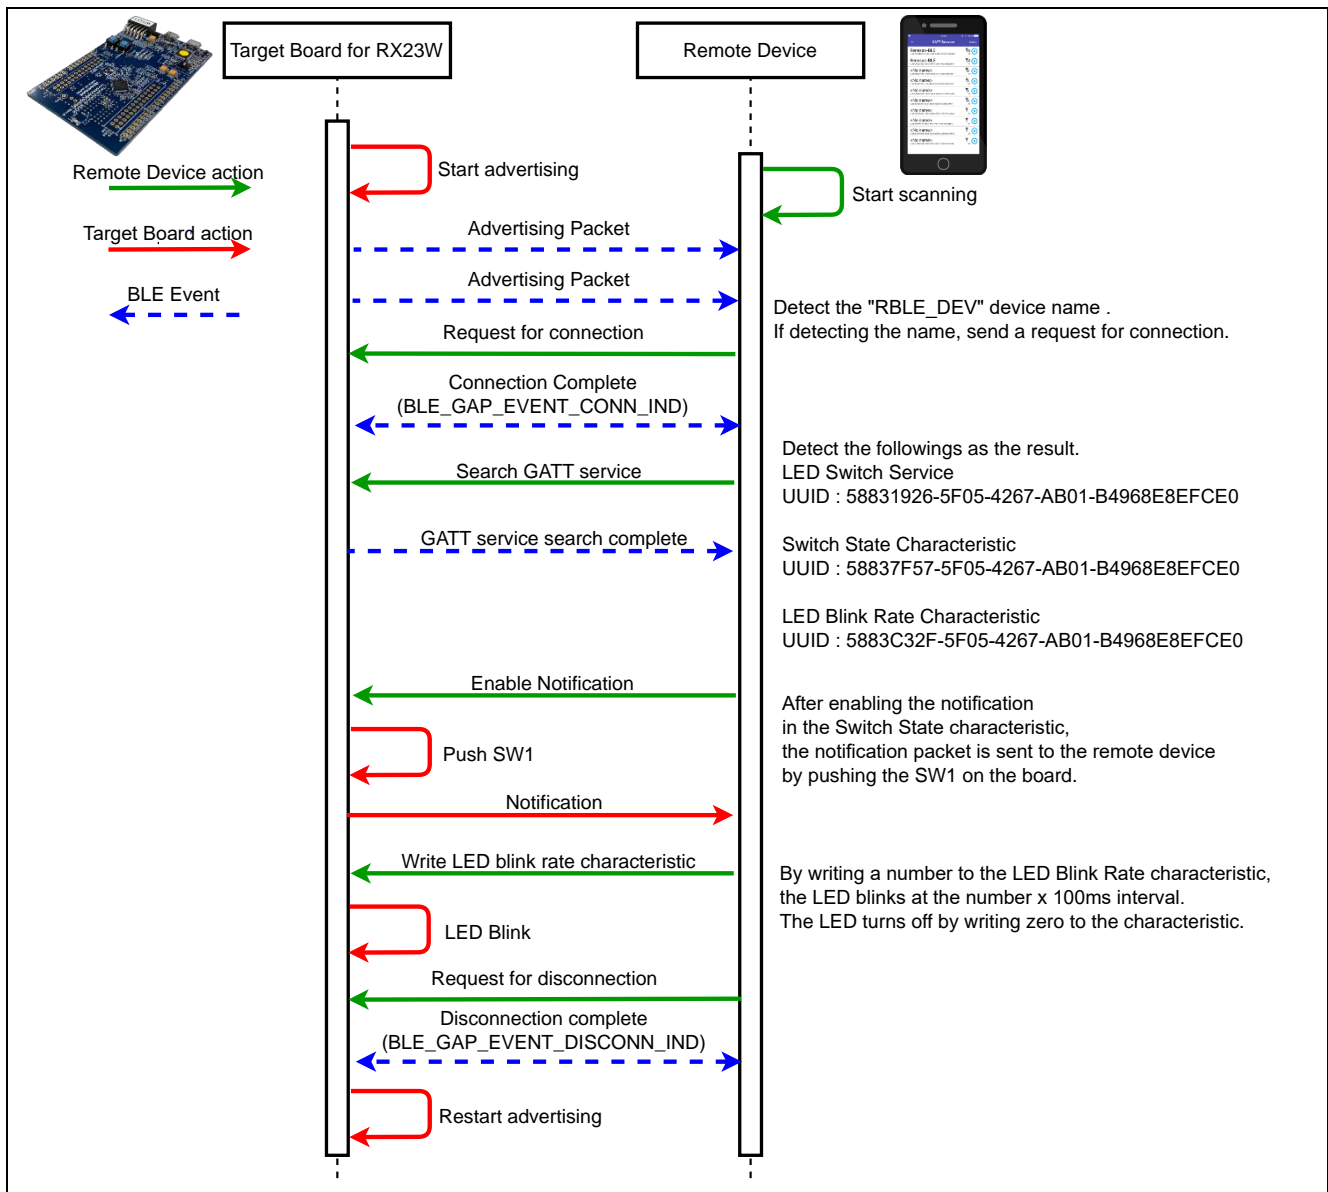 Target Board for RX23W
Remote Device
GATT Browser
Remote Device action
Target Board action
BLE Event
Start advertising
Start scanning
Advertising Packet
Advertising Packet
Detect the "RBLE_DEV" device name .
If detecting the name, send a request for connection.
Request for connection
Connection Complete
(BLE_GAP_EVENT_CONN_IND)
Detect the followings as the result.
LED Switch Service
UUID : 58831926-5F05-4267-AB01-B4968E8EFCE0
Search GATT service
GATT service search complete
Switch State Characteristic
UUID : 58837F57-5F05-4267-AB01-B4968E8EFCE0
LED Blink Rate Characteristic
UUID : 5883C32F-5F05-4267-AB01-B4968E8EFCE0
Enable Notification
After enabling the notification
in the Switch State characteristic,
the notification packet is sent to the remote device
by pushing the SW1 on the board.
Push SW1
Notification
Write LED blink rate characteristic
By writing a number to the LED Blink Rate characteristic,
the LED blinks at the number x 100ms interval.
The LED turns off by writing zero to the characteristic.
LED Blink
Request for disconnection
Disconnection complete
(BLE_GAP_EVENT_DISCONN_IND)
Restart advertising